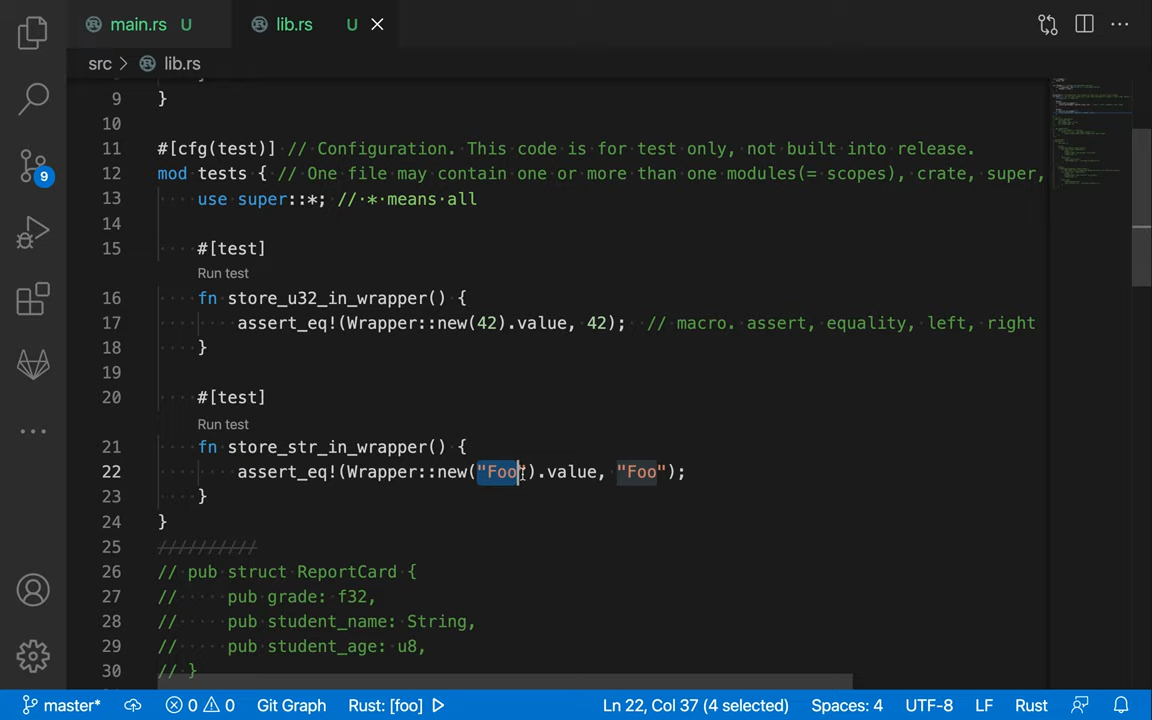 main.rs U lib.rs U
src > lib.rs
9 }
10
11 #[cfg(test)] // Configuration. This code is for test only, not built into release.
12 mod tests { // One file may contain one or more than one modules(= scopes), crate, super,
13 use super::*; // * means all
14
15 #[test]
Run test
16 fn store_u32_in_wrapper() {
17 assert_eq!(Wrapper::new(42).value, 42); // macro. assert, equality, left, right
18 }
19
20 #[test]
Run test
21 fn store_str_in_wrapper() {
22 assert_eq!(Wrapper::new("Foo").value, "Foo");
23 }
24 }
25 //////////
26 // pub struct ReportCard {
27 // pub grade: f32,
28 // pub student_name: String,
29 // pub student_age: u8,
30 // }
9
master* 0 0 Git Graph Rust: [foo] Ln 22, Col 37 (4 selected) Spaces: 4 UTF-8 LF Rust